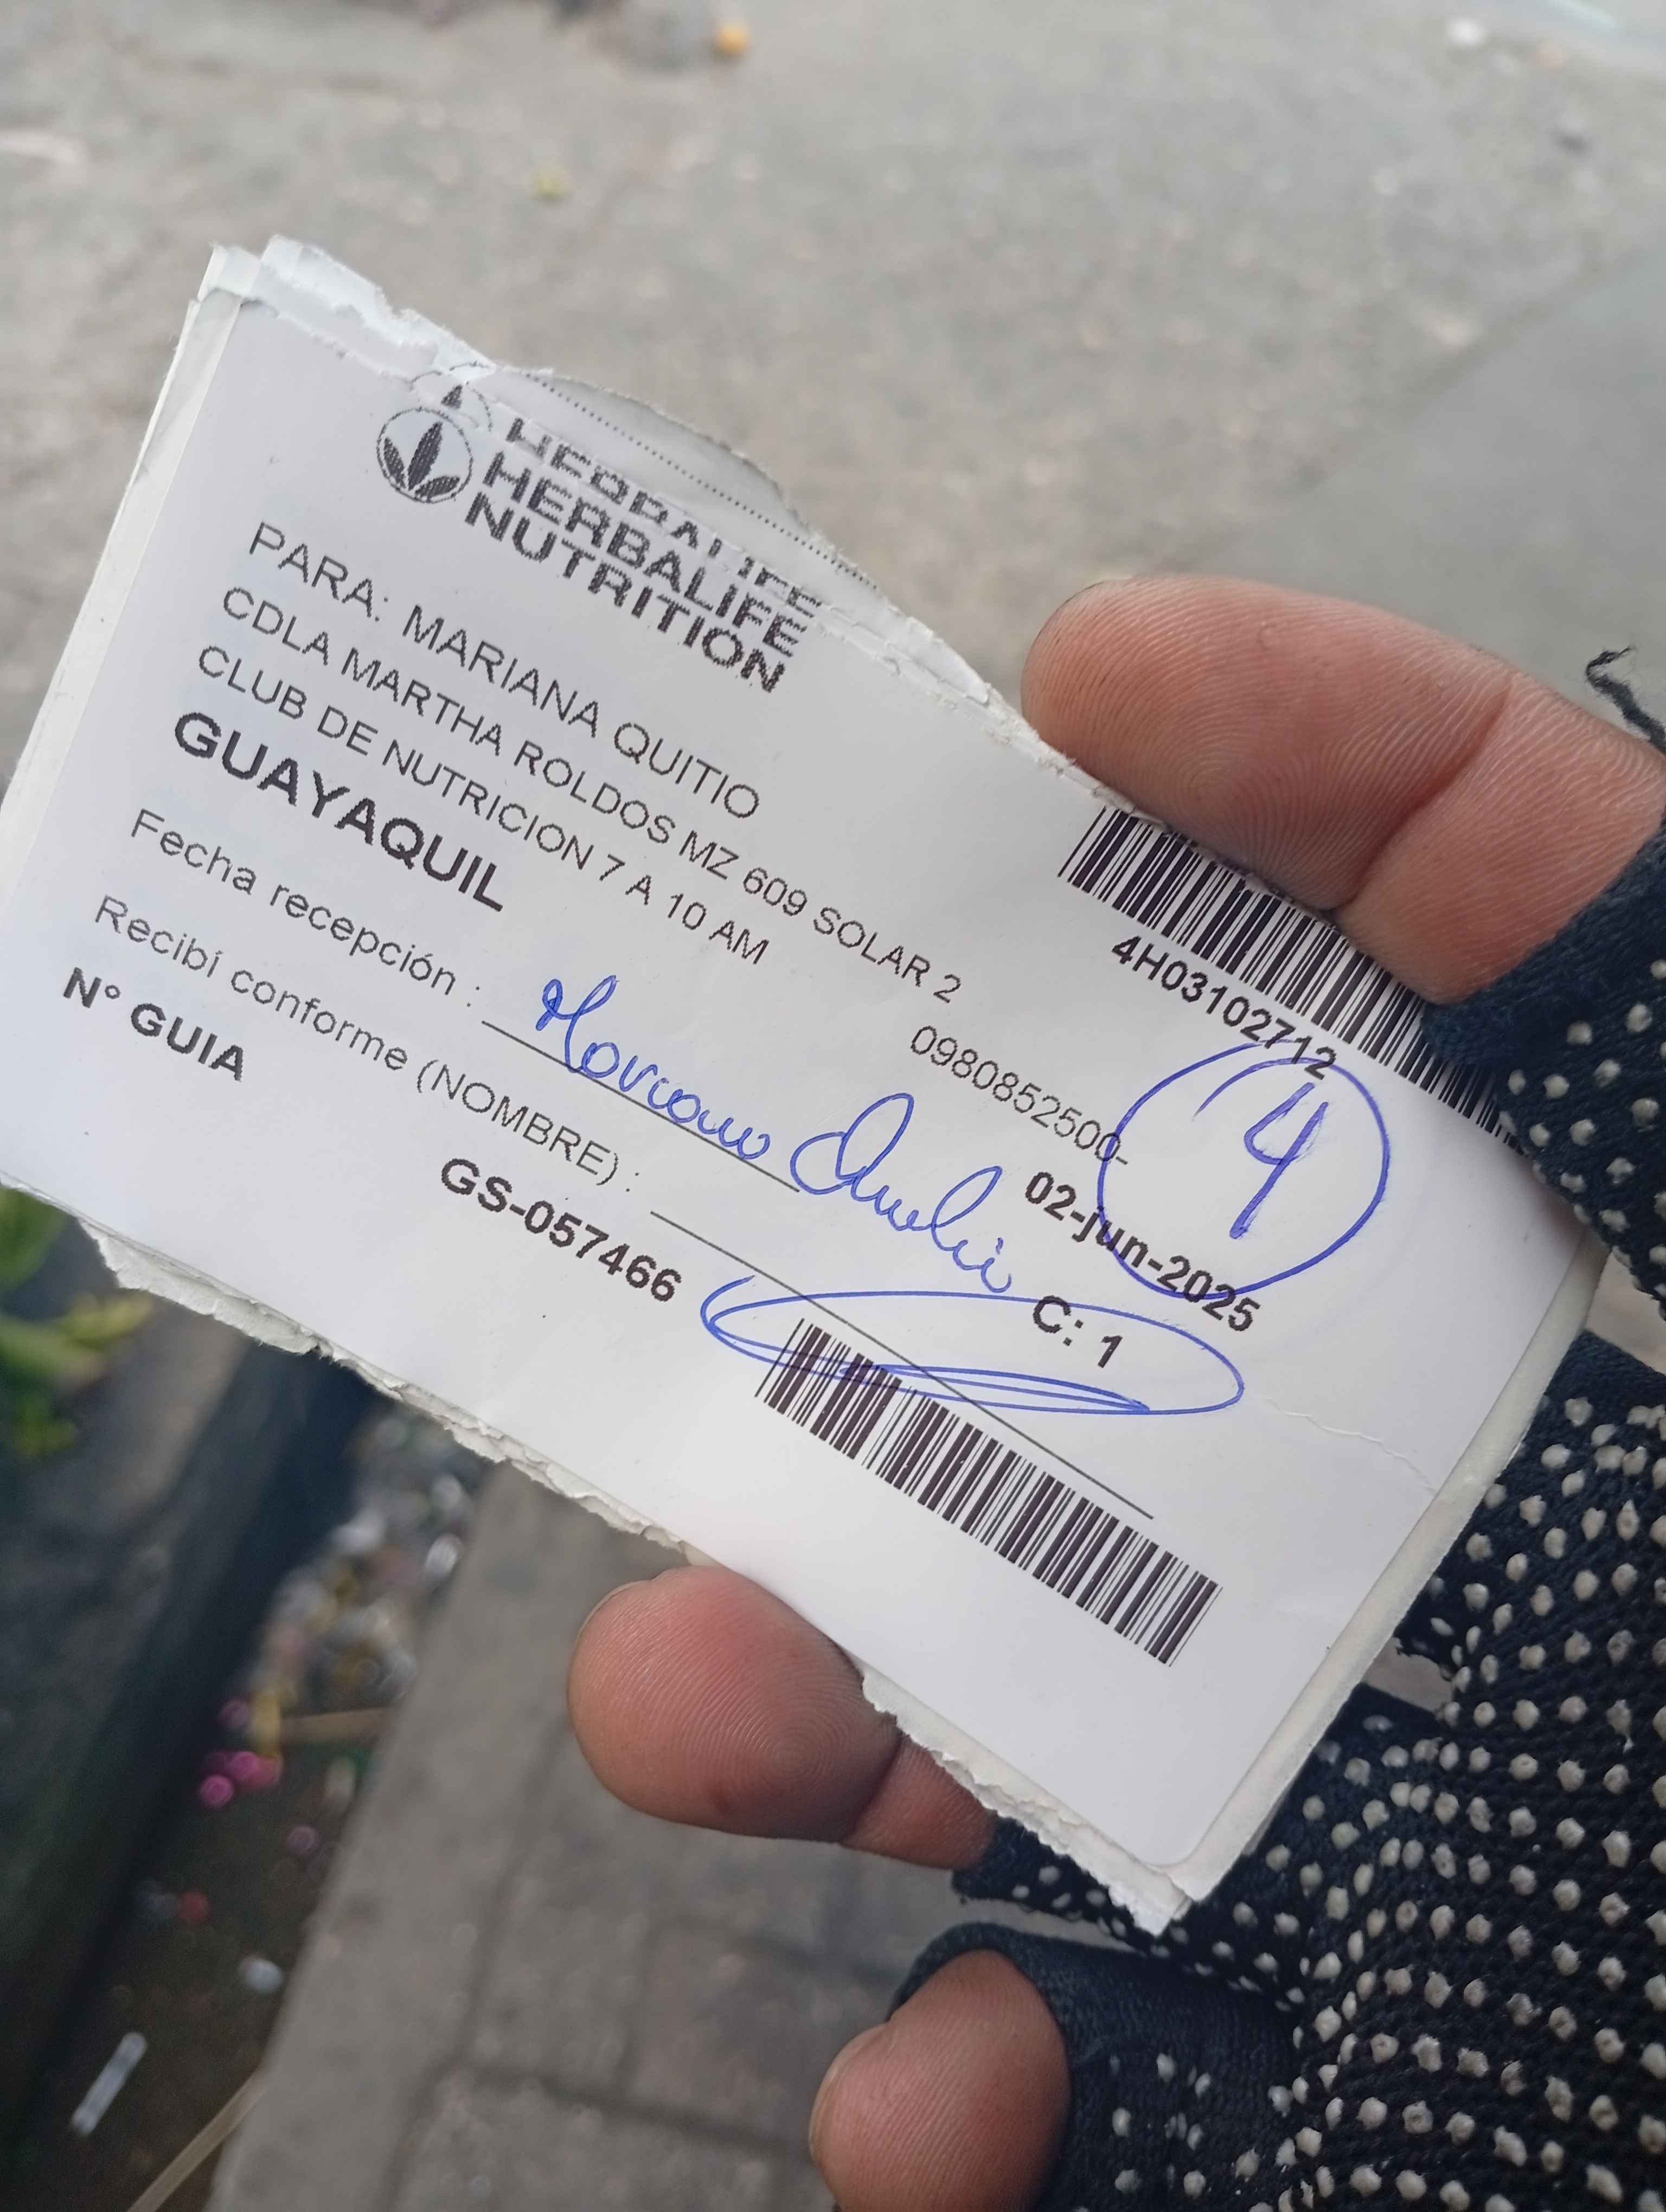 HERBALIFE
HERBALIFE
NUTRITION
PARA: MARIANA QUITIO
CDLA MARTHA ROLDOS MZ 609 SOLAR 2
CLUB DE NUTRICION 7 A 10 AM
GUAYAQUIL
4H03102712
0980852500-
4
Fecha recepción :
02-jun-2025
Recibí conforme (NOMBRE) :
C: 1
N° GUIA
GS-057466